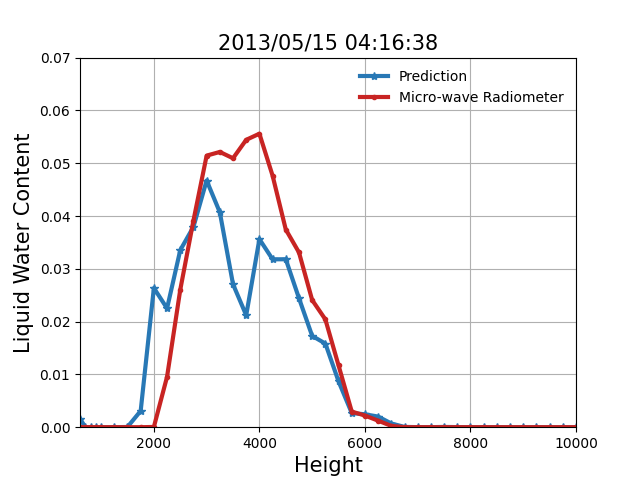 2013/05/15 04:16:38
Prediction
Micro-wave Radiometer
Liquid Water Content
0.07
0.06
0.05
0.04
0.03
0.02
0.01
0.00
2000 4000 6000 8000 10000
Height